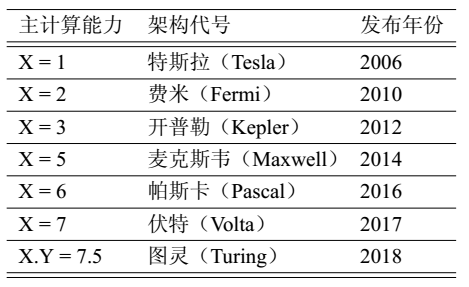 主计算能力 架构代号 发布年份
X = 1 特斯拉（Tesla） 2006
X = 2 费米（Fermi） 2010
X = 3 开普勒（Kepler） 2012
X = 5 麦克斯韦（Maxwell） 2014
X = 6 帕斯卡（Pascal） 2016
X = 7 伏特（Volta） 2017
X.Y = 7.5 图灵（Turing） 2018